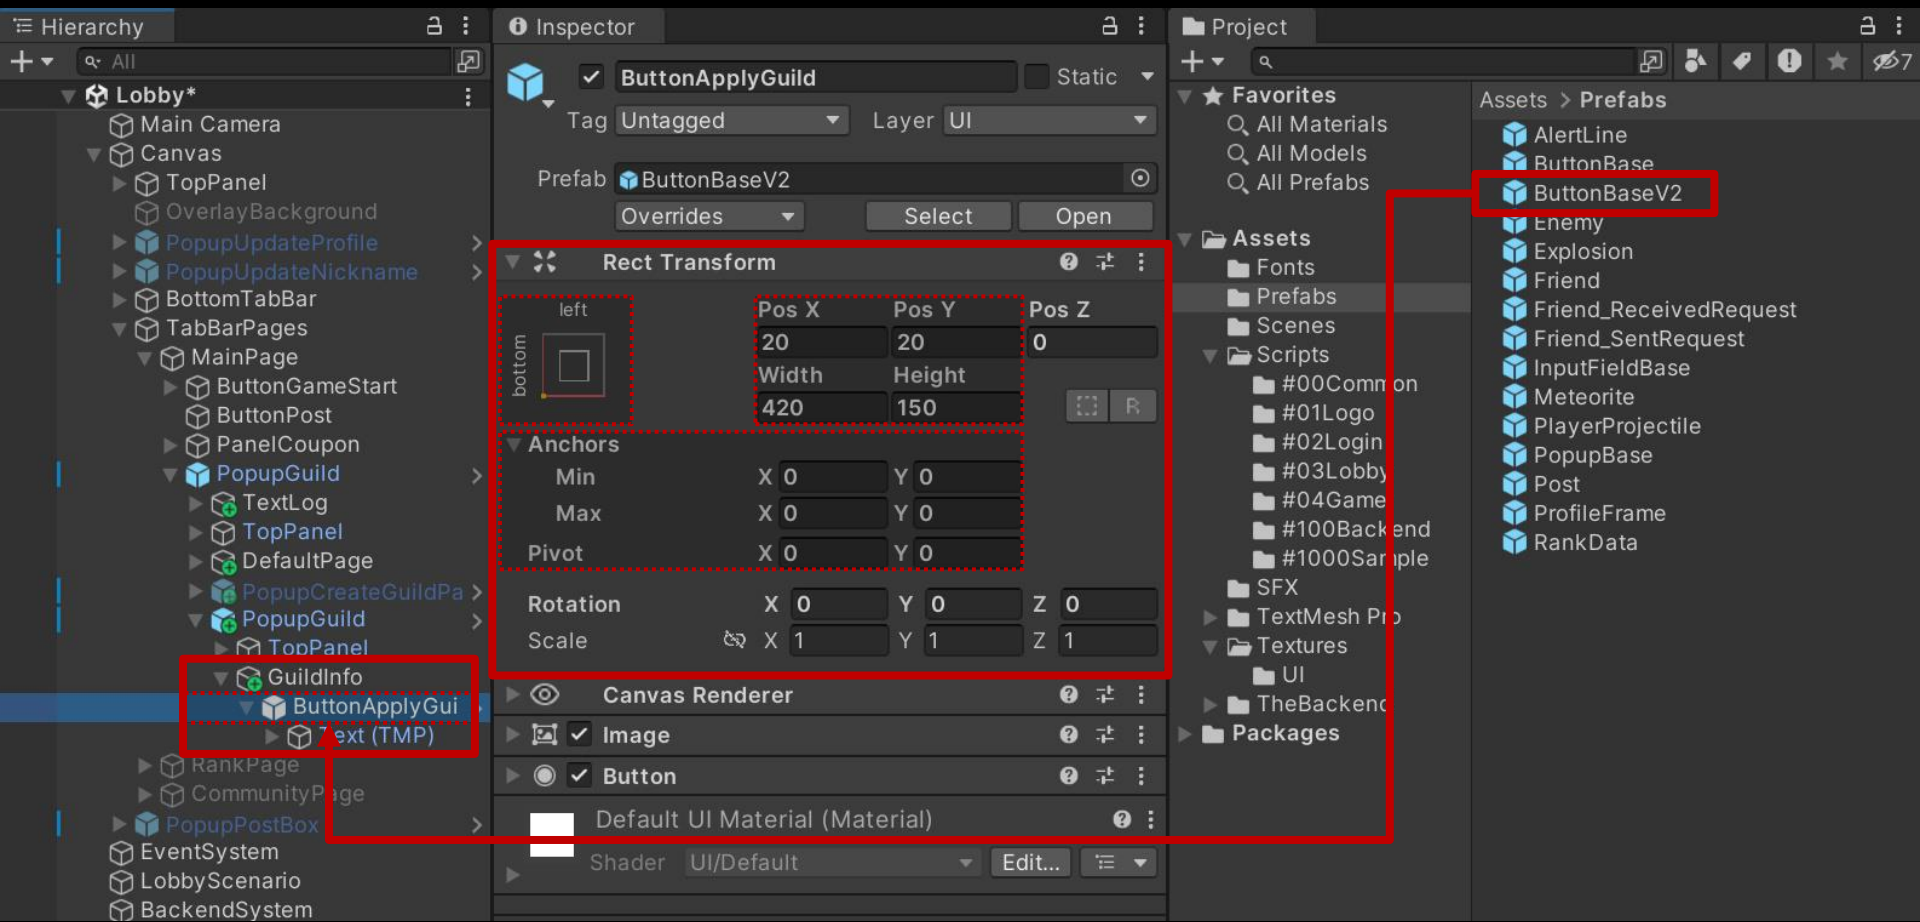 Hierarchy
All
Lobby*
Main Camera
Canvas
TopPanel
OverlayBackground
PopupUpdateProfile
PopupUpdateNickname
BottomTabBar
TabBarPages
MainPage
ButtonGameStart
ButtonPost
PanelCoupon
PopupGuild
TextLog
TopPanel
DefaultPage
PopupCreateGuildPa
PopupGuild
TopPanel
GuildInfo
ButtonApplyGui
Text (TMP)
RankPage
CommunityPage
PopupPostBox
EventSystem
LobbyScenario
BackendSystem
Inspector
ButtonApplyGuild
Static
Tag Untagged Layer UI
Prefab ButtonBaseV2
Overrides Select Open
Rect Transform
left
bottom
Pos X Pos Y Pos Z
20 20 0
Width Height
420 150
R
Anchors
Min X 0 Y 0
Max X 0 Y 0
Pivot X 0 Y 0
Rotation X 0 Y 0 Z 0
Scale X 1 Y 1 Z 1
Canvas Renderer
Image
Button
Default UI Material (Material)
Shader UI/Default Edit...
Project
7
Favorites
All Materials
All Models
All Prefabs
Assets
Fonts
Prefabs
Scenes
Scripts
#00Common
#01Logo
#02Login
#03Lobby
#04Game
#100Backend
#1000Sample
SFX
TextMesh Pro
Textures
UI
TheBackend
Packages
Assets > Prefabs
AlertLine
ButtonBase
ButtonBaseV2
Enemy
Explosion
Friend
Friend_ReceivedRequest
Friend_SentRequest
InputFieldBase
Meteorite
PlayerProjectile
PopupBase
Post
ProfileFrame
RankData